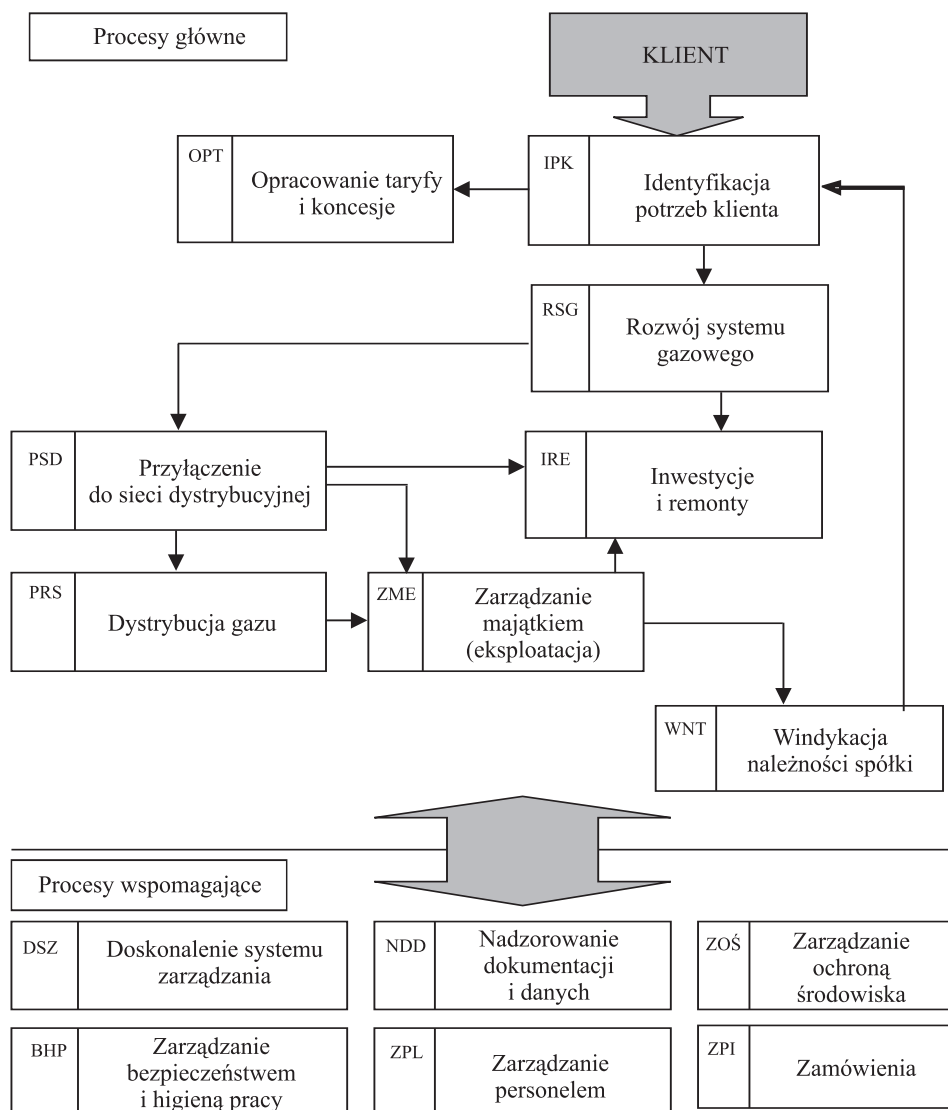 Procesy główne
KLIENT
OPT
Opracowanie taryfy
i koncesje
IPK
Identyfikacja
potrzeb klienta
RSG
Rozwój systemu
gazowego
PSD
Przyłączenie
do sieci dystrybucyjnej
IRE
Inwestycje
i remonty
PRS
Dystrybucja gazu
ZME
Zarządzanie
majątkiem
(eksploatacja)
WNT
Windykacja
należności spółki
Procesy wspomagające
DSZ
Doskonalenie systemu
zarządzania
NDD
Nadzorowanie
dokumentacji
i danych
ZOŚ
Zarządzanie
ochroną
środowiska
BHP
Zarządzanie
bezpieczeństwem
i higieną pracy
ZPL
Zarządzanie
personelem
ZPI
Zamówienia